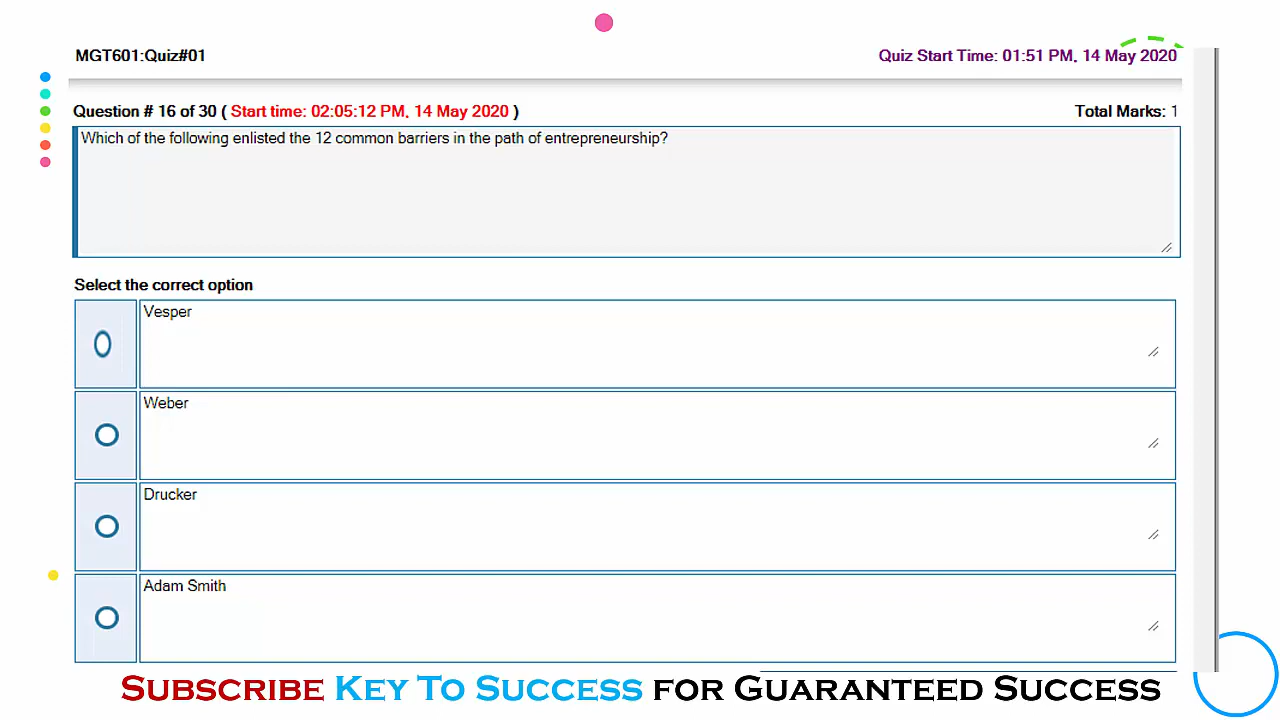 MGT601:Quiz#01
Quiz Start Time: 01:51 PM, 14 May 2020
Question # 16 of 30 ( Start time: 02:05:12 PM, 14 May 2020 )
Total Marks: 1
Which of the following enlisted the 12 common barriers in the path of entrepreneurship?
Select the correct option
Vesper
Weber
Drucker
Adam Smith
Subscribe Key To Success for Guaranteed Success